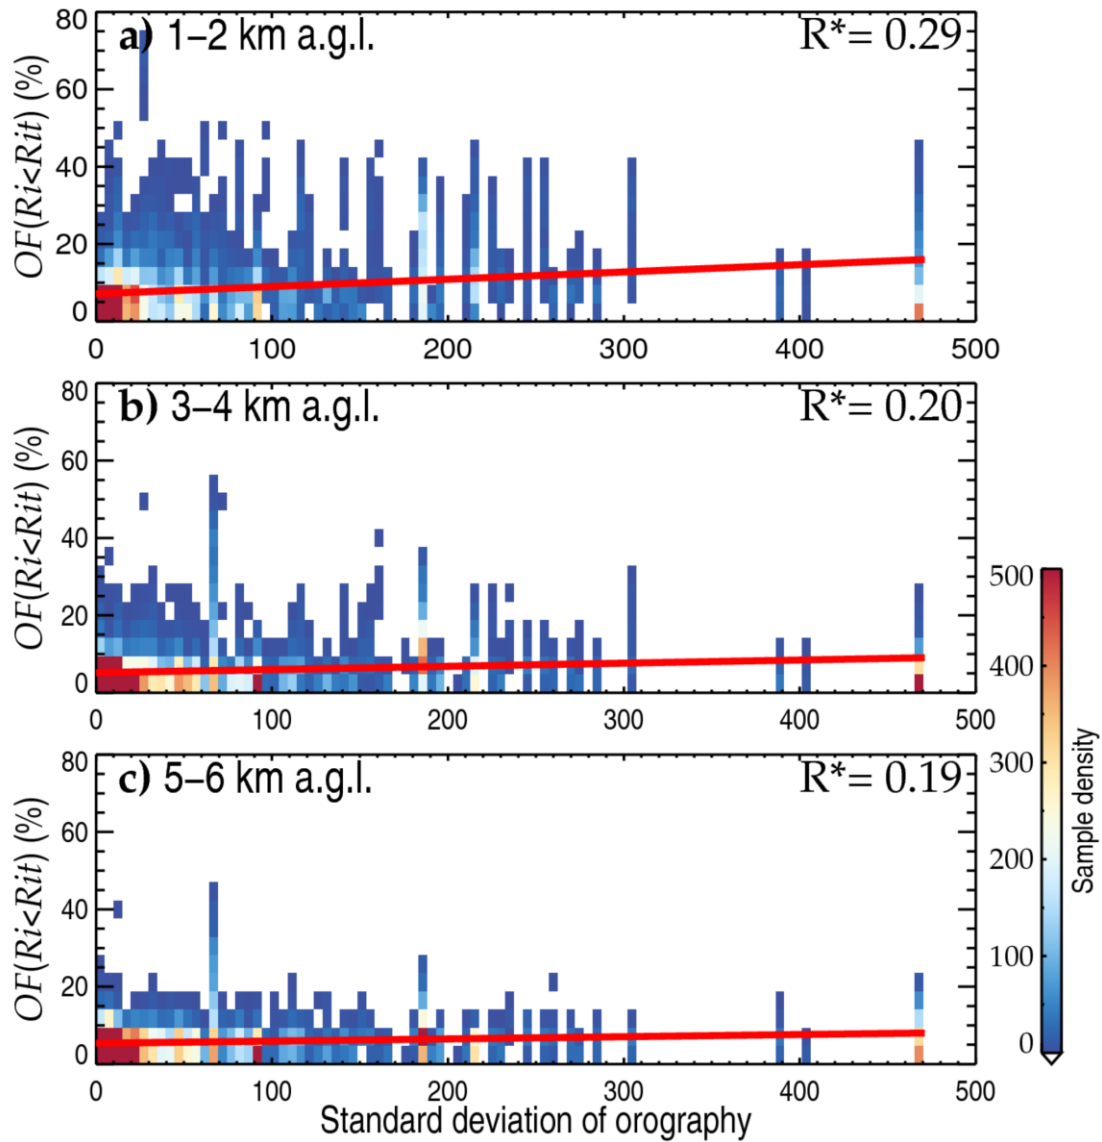 a) 1–2 km a.g.l.
R*= 0.29
OF(Ri<Rit) (%)
80
60
40
20
0
0 100 200 300 400 500
b) 3–4 km a.g.l.
R*= 0.20
OF(Ri<Rit) (%)
80
60
40
20
0
0 100 200 300 400 500
c) 5–6 km a.g.l.
R*= 0.19
OF(Ri<Rit) (%)
80
60
40
20
0
0 100 200 300 400 500
Standard deviation of orography
500
400
300
200
100
0
Sample density